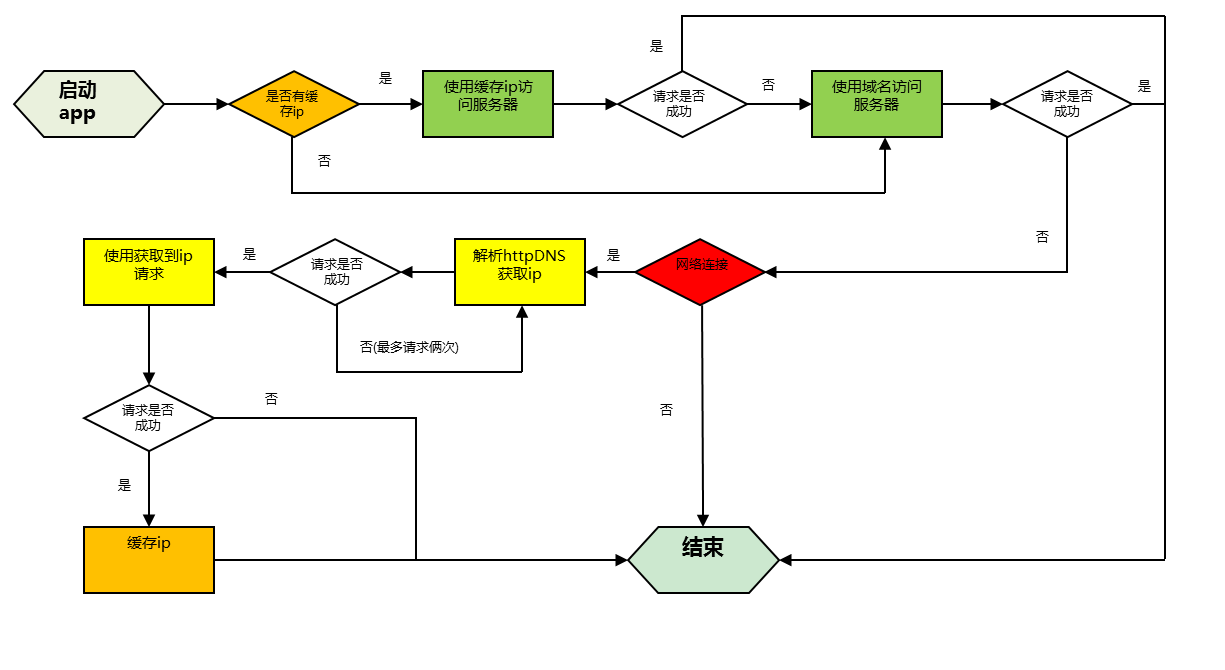 是
启动
app
是否有缓
存ip
是
使用缓存ip访
问服务器
请求是否
成功
否
使用域名访问
服务器
请求是否
成功
是
否
否
使用获取到ip
请求
是
请求是否
成功
解析httpDNS
获取ip
是
网络连接
否(最多请求俩次)
请求是否
成功
否
否
是
缓存ip
结束